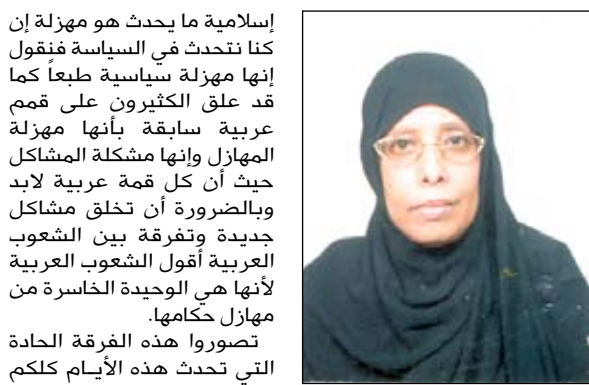 إسلامية ما يحدث هو مهزلة إن
كنا نتحدث في السياسة فنقول
إنها مهزلة سياسية طبعاً كما
قد علق الكثيرون على قمم
عربية سابقة بأنها مهزلة
المهازل وإنها مشكلة المشاكل
حيث أن كل قمة عربية لابد
وبالضرورة أن تخلق مشاكل
جديدة وتفرقة بين الشعوب
العربية أقول الشعوب العربية
لأنها هي الوحيدة الخاسرة من
مهازل حكامها.
تصوروا هذه الفرقة الحادة
التي تحدث هذه الأيــام كلكم